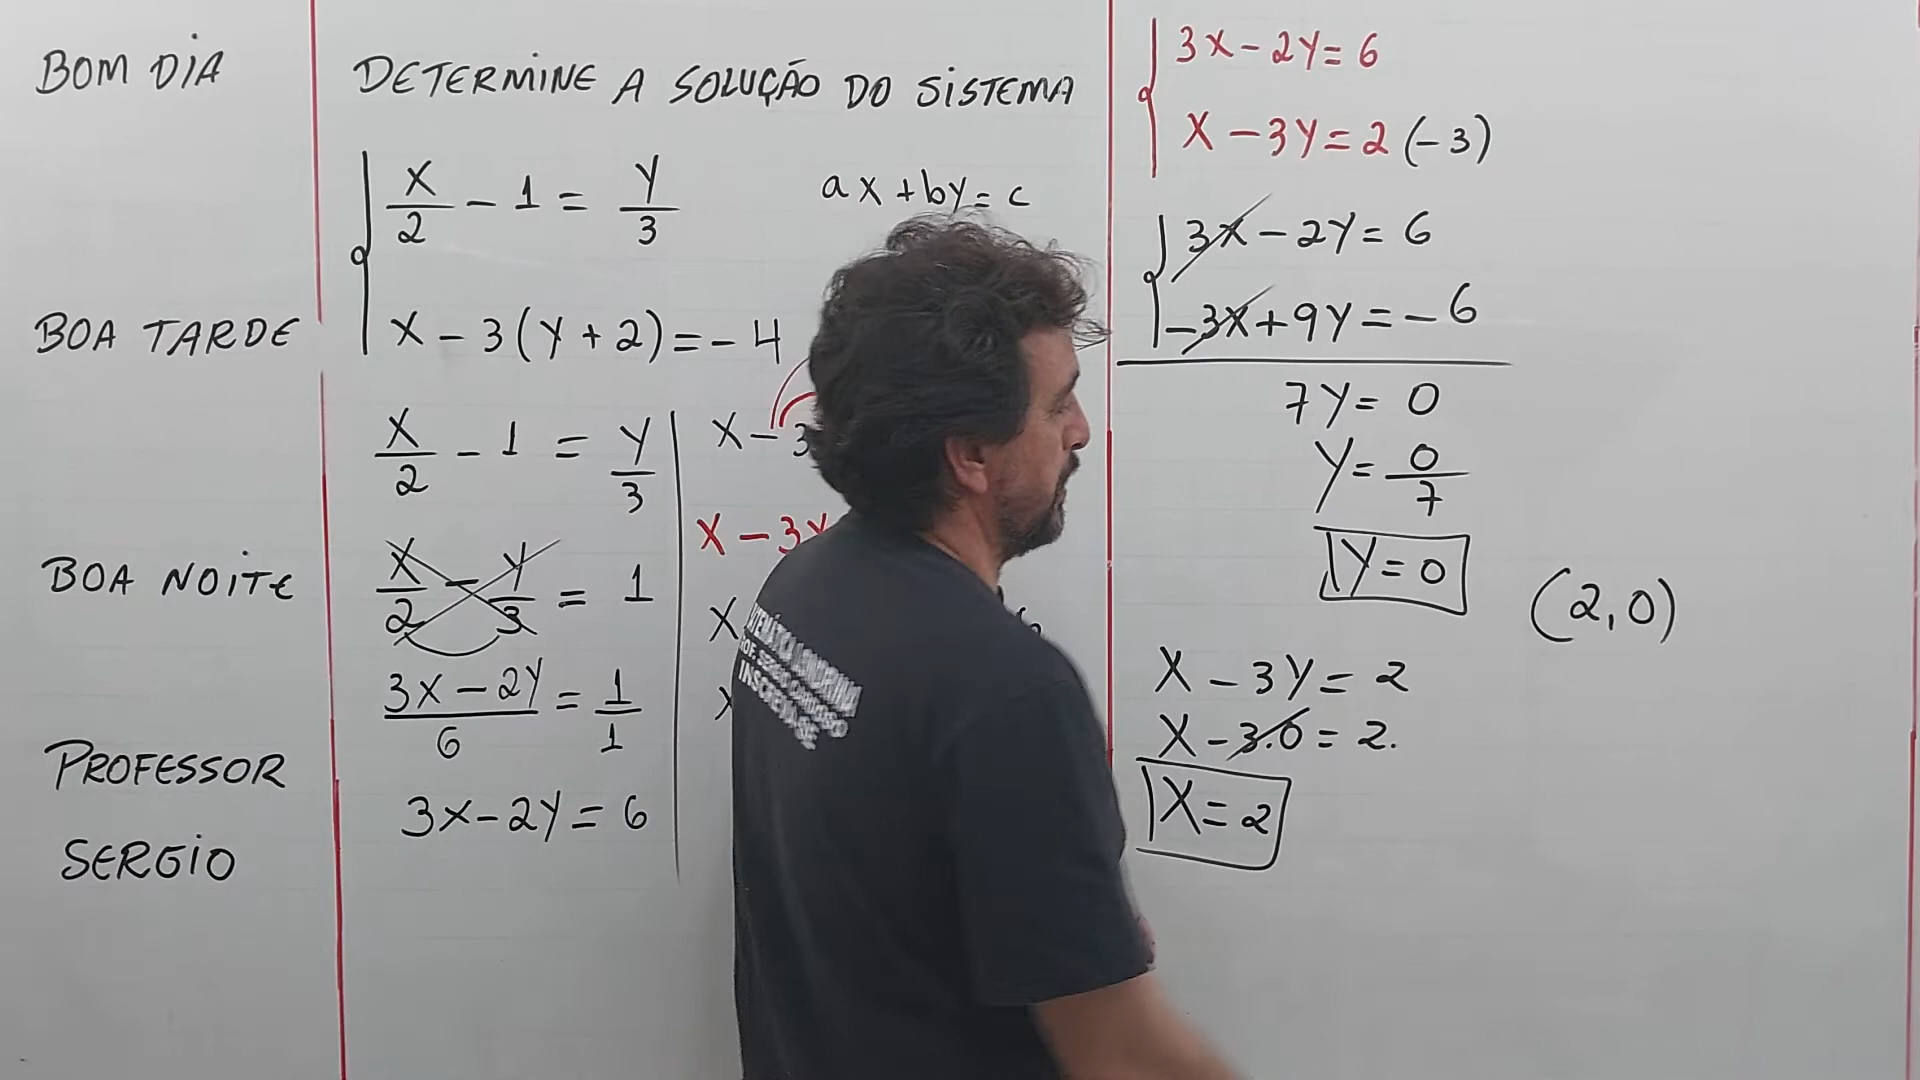 BOM DIA
BOA TARDE
BOA NOITE
PROFESSOR
SERGIO
DETERMINE A SOLUÇÃO DO SISTEMA
X/2 - 1 = Y/3
ax + by = c
X - 3(Y + 2) = - 4
X/2 - 1 = Y/3
X/2 - Y/3 = 1
3X - 2Y/6 = 1/1
3X - 2Y = 6
X - 3
X - 3Y
X
X
INSCREVA-SE
3X - 2Y = 6
X - 3Y = 2 (-3)
3X - 2Y = 6
-3X + 9Y = - 6
7Y = 0
Y = 0/7
Y = 0
(2,0)
X - 3Y = 2
X - 3.0 = 2.
X = 2